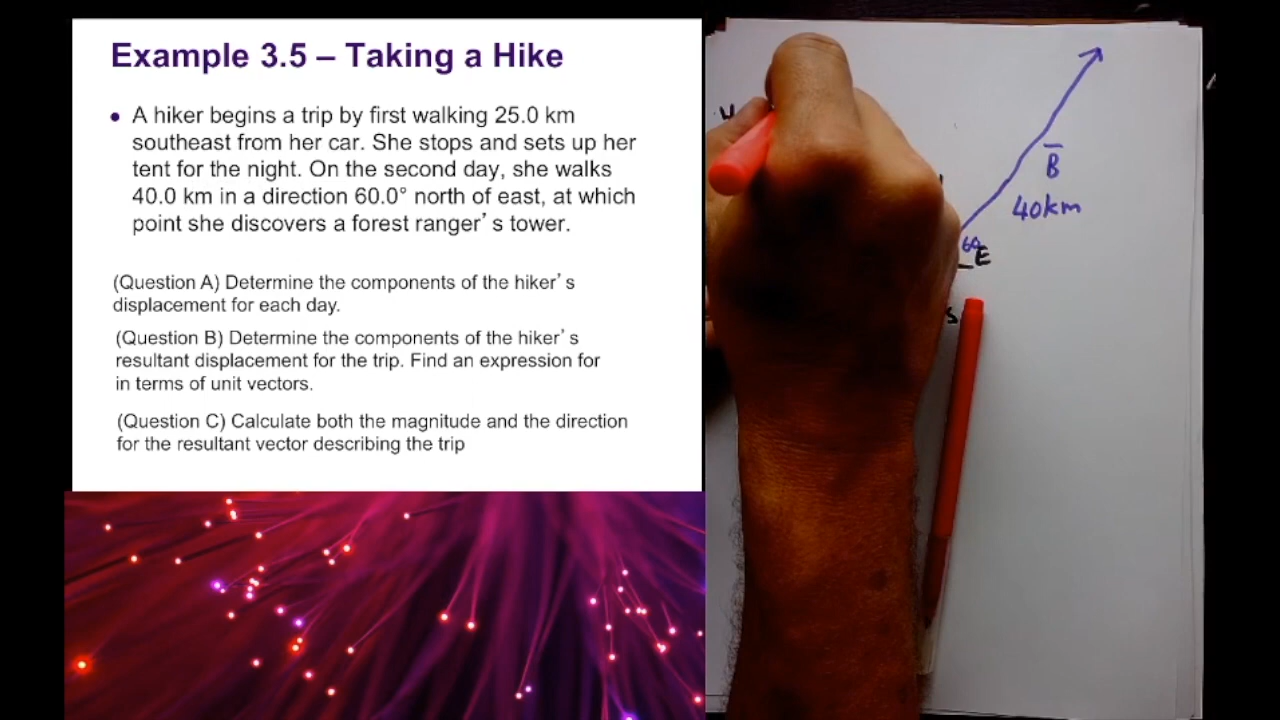 Example 3.5 – Taking a Hike
• A hiker begins a trip by first walking 25.0 km
southeast from her car. She stops and sets up her
tent for the night. On the second day, she walks
40.0 km in a direction 60.0° north of east, at which
point she discovers a forest ranger’s tower.
(Question A) Determine the components of the hiker’s
displacement for each day.
(Question B) Determine the components of the hiker’s
resultant displacement for the trip. Find an expression for
in terms of unit vectors.
(Question C) Calculate both the magnitude and the direction
for the resultant vector describing the trip
B
40km
E
S